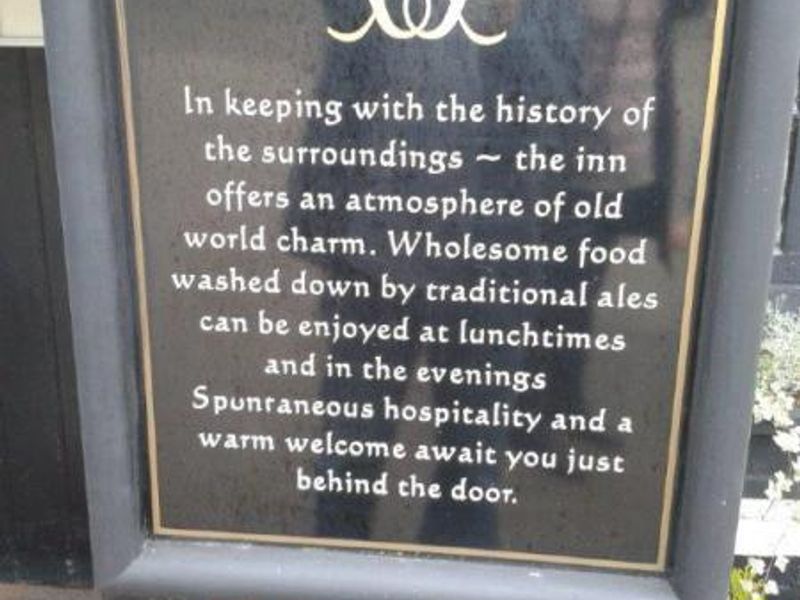 In keeping with the history of
the surroundings ~ the inn
offers an atmosphere of old
world charm. Wholesome food
washed down by traditional ales
can be enjoyed at lunchtimes
and in the evenings
Spunraneous hospitality and a
warm welcome await you just
behind the door.